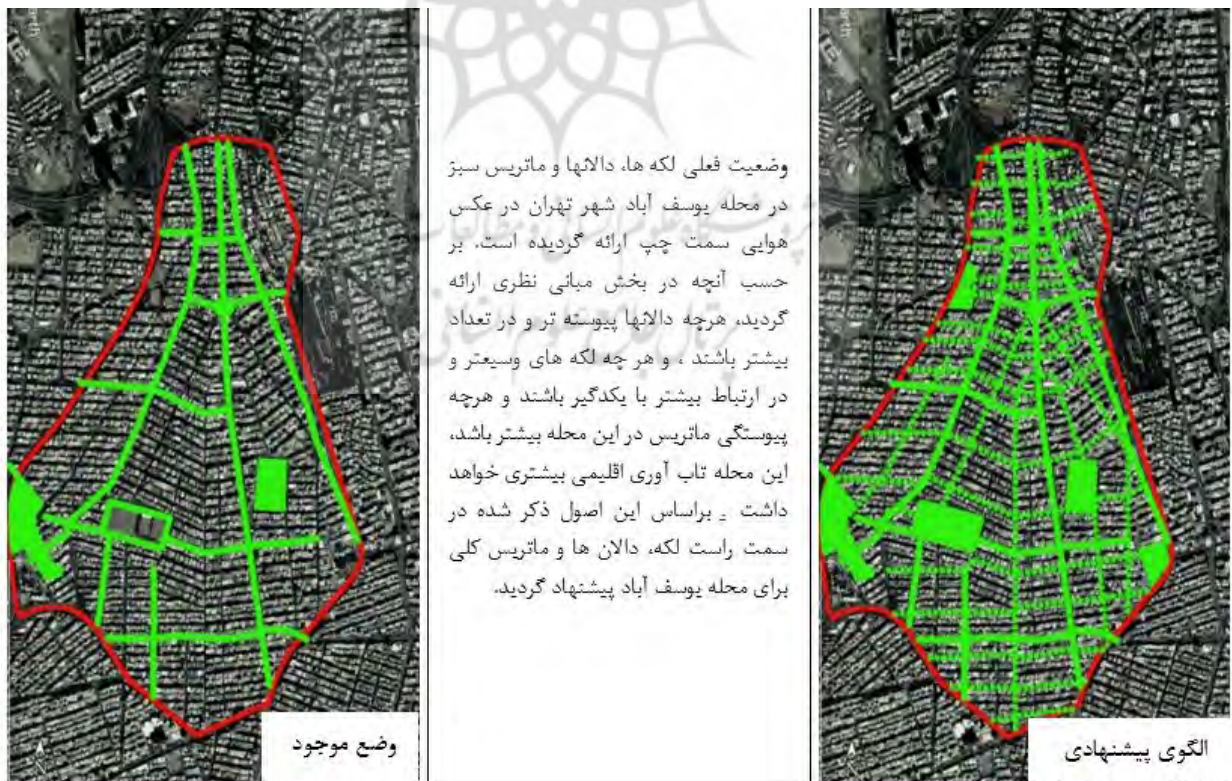 وضعیت فعلی لکه ها، دالانها و ماتریس سبز
در محله یوسف آباد شهر تهران در عکس
هوایی سمت چپ ارائه گردیده است. بر
حسب آنچه در بخش مبانی نظری ارائه
گردید، هرچه دالانها پیوسته تر و در تعداد
بیشتر باشند ، و هر چه لکه های وسیعتر و
در ارتباط بیشتر با یکدگیر باشند و هرچه
پیوستگی ماتریس در این محله بیشتر باشد،
این محله تاب آوری اقلیمی بیشتری خواهد
داشت . براساس این اصول ذکر شده در
سمت راست لکه، دالان ها و ماتریس کلی
برای محله یوسف آباد پیشنهاد گردید.
الگوی پیشنهادی
وضع موجود